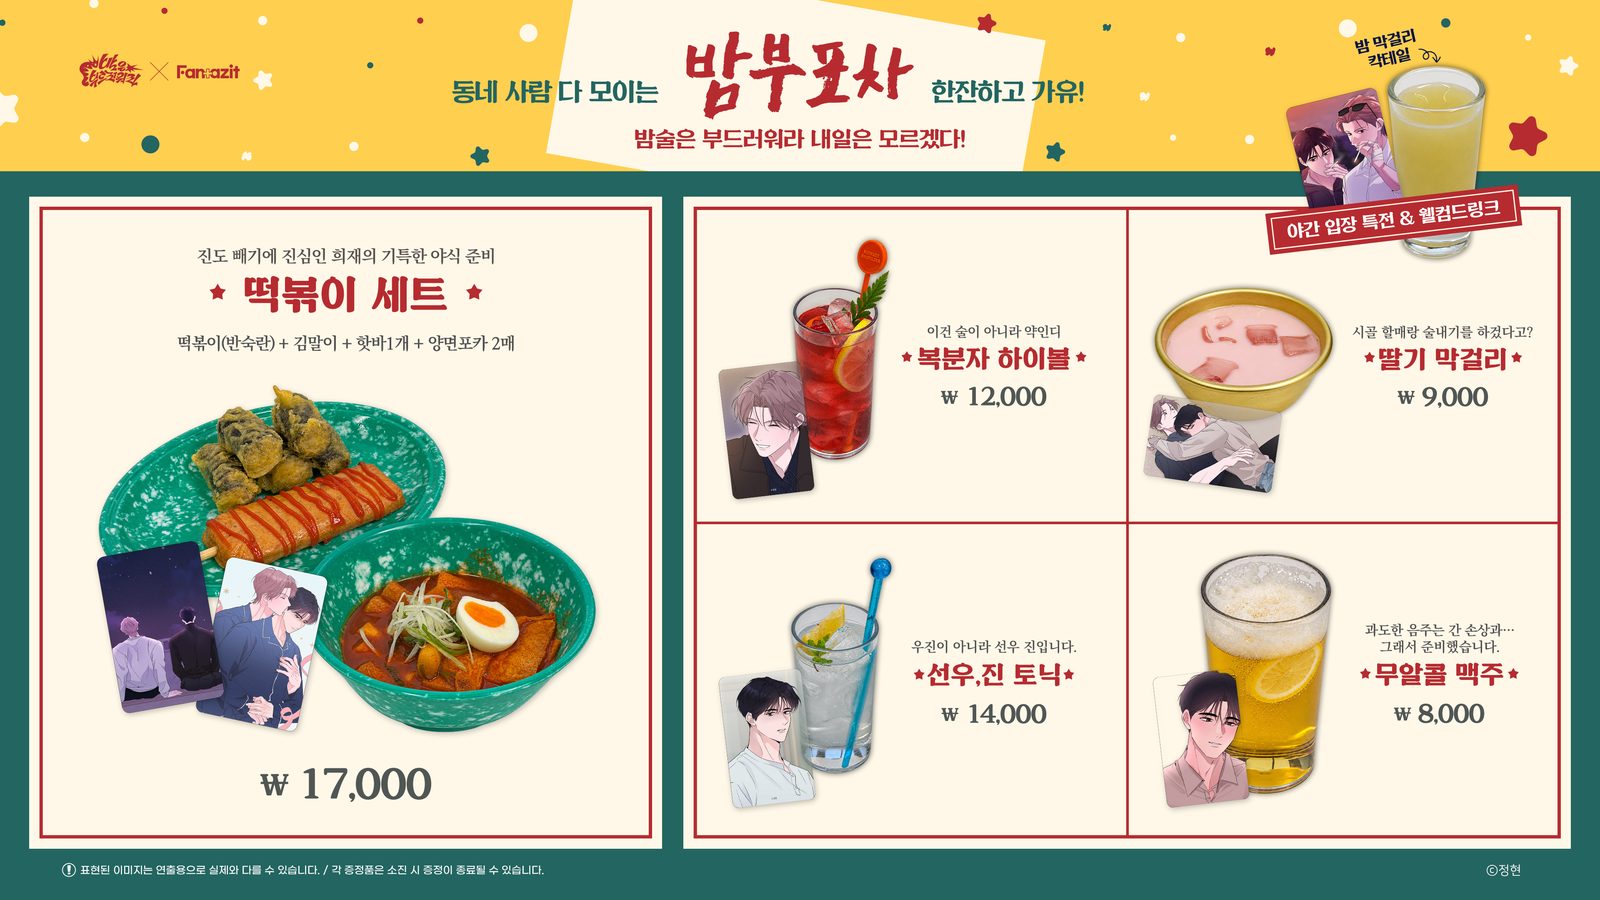 밤은
부드러워라
Fantazit
동네 사람 다 모이는
밤부포차
한잔하고 가유!
밤술은 부드러워라 내일은 모르겠다!
밤 막걸리
칵테일
야간 입장 특전 & 웰컴드링크
진도 빼기에 진심인 희재의 기특한 야식 준비
떡볶이 세트
떡볶이(반숙란) + 김말이 + 핫바1개 + 양면포카 2매
₩ 17,000
이건 술이 아니라 약인디
복분자 하이볼
₩ 12,000
시골 할매랑 술내기를 하겄다고?
딸기 막걸리
₩ 9,000
우진이 아니라 선우 진입니다.
선우,진 토닉
₩ 14,000
과도한 음주는 간 손상과…
그래서 준비했습니다.
무알콜 맥주
₩ 8,000
표현된 이미지는 연출용으로 실제와 다를 수 있습니다. / 각 증정품은 소진 시 증정이 종료될 수 있습니다.
©정현